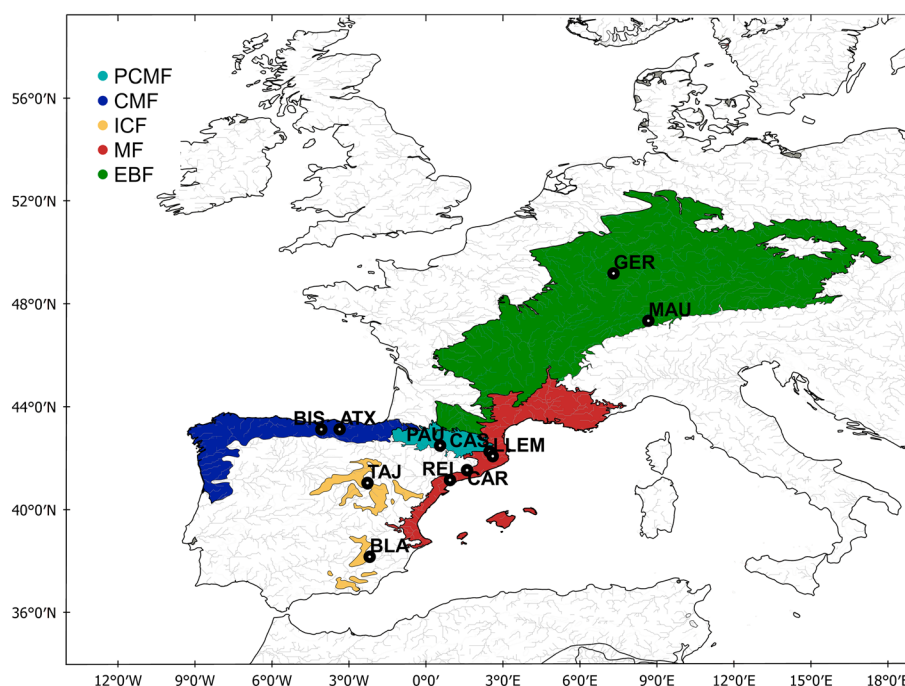 PCMF
CMF
ICF
MF
EBF
56°0′N
52°0′N
48°0′N
44°0′N
40°0′N
36°0′N
GER
MAU
BIS
ATX
PAU
CAS
LLEM
TAJ
REI
CAR
BLA
12°0′W
9°0′W
6°0′W
3°0′W
0°0′
3°0′E
6°0′E
9°0′E
12°0′E
15°0′E
18°0′E